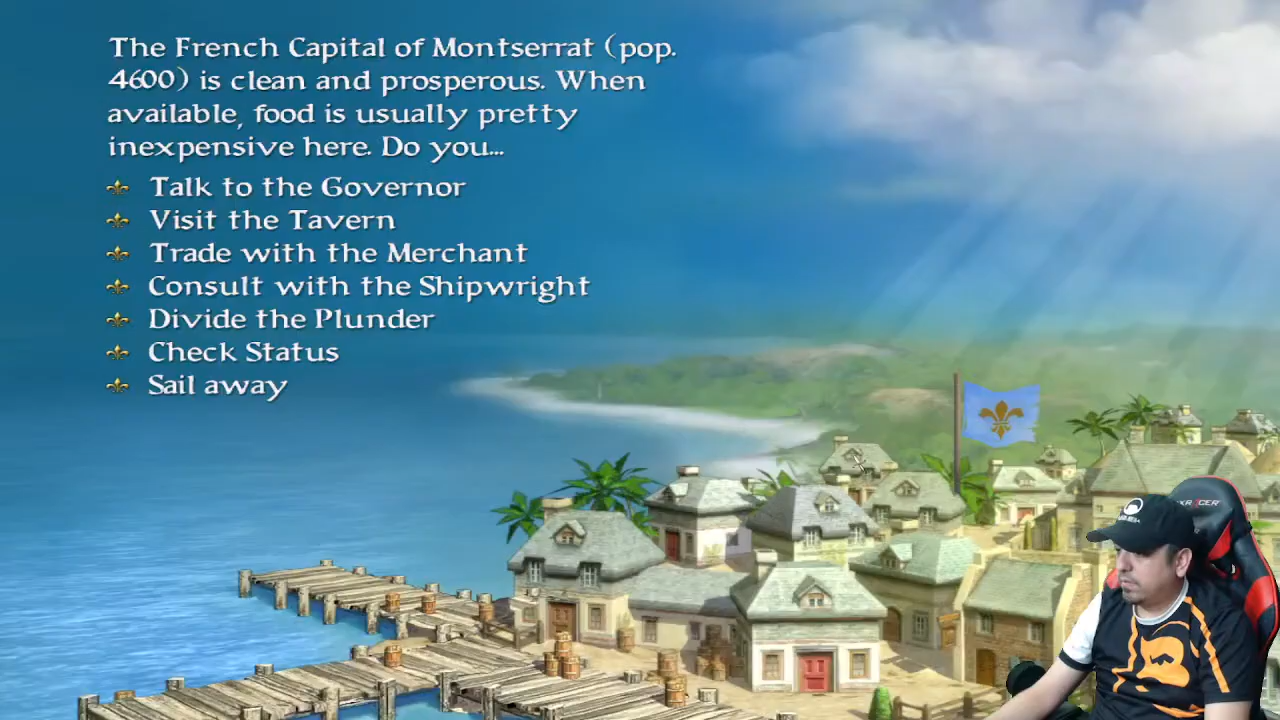 The French Capital of Montserrat (pop.
4600) is clean and prosperous. When
available, food is usually pretty
inexpensive here. Do you...
Talk to the Governor
Visit the Tavern
Trade with the Merchant
Consult with the Shipwright
Divide the Plunder
Check Status
Sail away